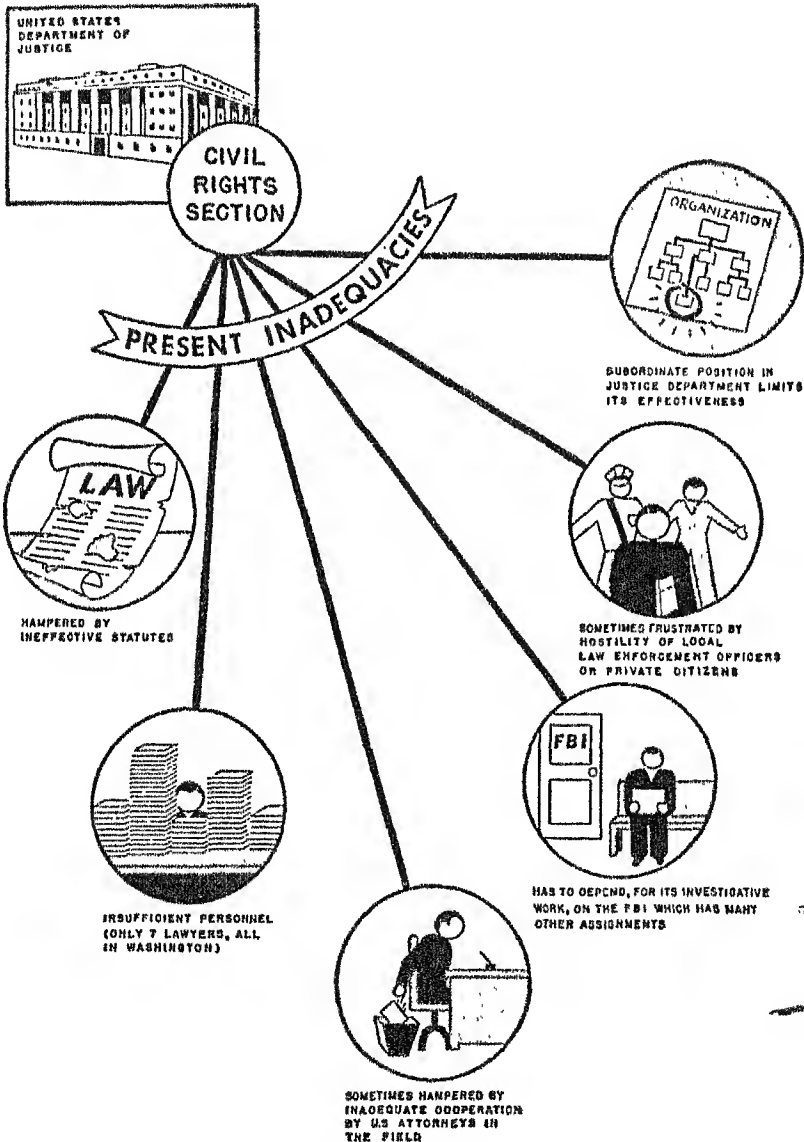 UNITED STATES
DEPARTMENT OF
JUSTICE
CIVIL
RIGHTS
SECTION
PRESENT INADEQUACIES
ORGANIZATION
SUBORDINATE POSITION IN
JUSTICE DEPARTMENT LIMITS
ITS EFFECTIVENESS
LAW
HAMPERED BY
INEFFECTIVE STATUTES
SOMETIMES FRUSTRATED BY
HOSTILITY OF LOCAL
LAW ENFORCEMENT OFFICERS
OR PRIVATE CITIZENS
FBI
HAS TO DEPEND, FOR ITS INVESTIGATIVE
WORK, ON THE FBI WHICH HAS MANY
OTHER ASSIGNMENTS
INSUFFICIENT PERSONNEL
(ONLY 7 LAWYERS, ALL
IN WASHINGTON)
SOMETIMES HAMPERED BY
INADEQUATE COOPERATION
BY U.S ATTORNEYS IN
THE FIELD